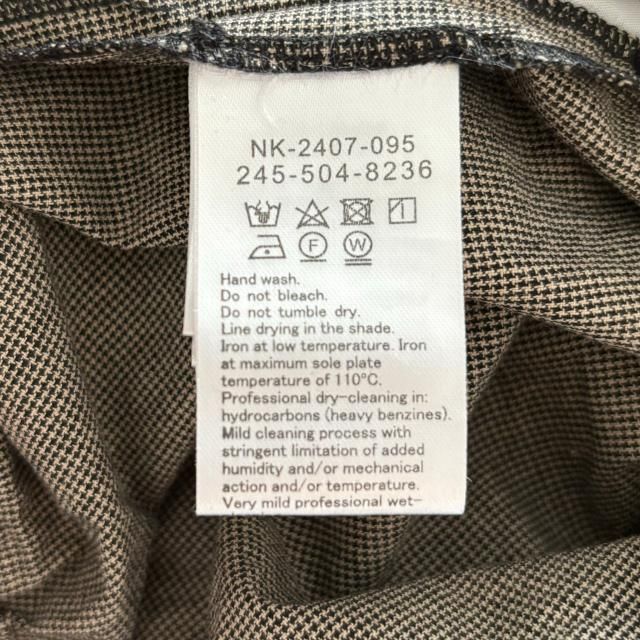 NK-2407-095
245-504-8236
F W
Hand wash.
Do not bleach.
Do not tumble dry.
Line drying in the shade.
Iron at low temperature. Iron
at maximum sole plate
temperature of 110°C.
Professional dry-cleaning in:
hydrocarbons (heavy benzines).
Mild cleaning process with
stringent limitation of added
humidity and/or mechanical
action and/or temperature.
Very mild professional wet-